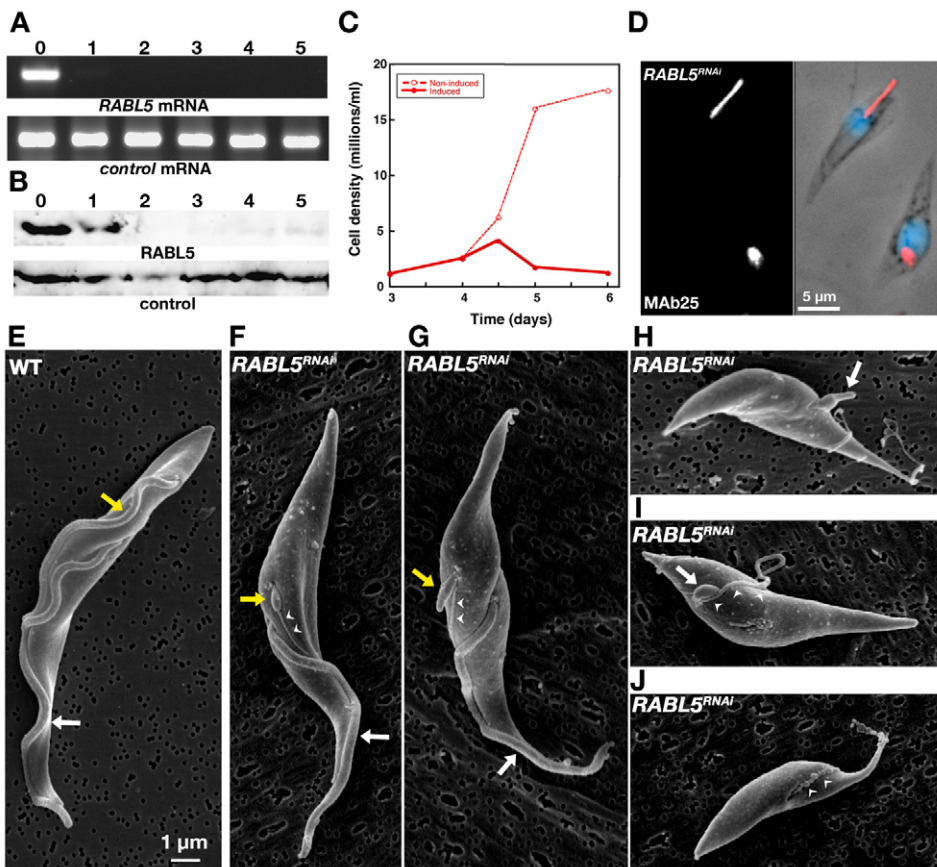 A
0 1 2 3 4 5
RABL5 mRNA
control mRNA
B
0 1 2 3 4 5
RABL5
control
C
20
15
10
5
0
3 4 5 6
Cell density (millions/ml)
Time (days)
Non-induced
Induced
D
RABL5RNAi
MAb25
5 µm
E
WT
1 µm
F
RABL5RNAi
G
RABL5RNAi
H
RABL5RNAi
I
RABL5RNAi
J
RABL5RNAi